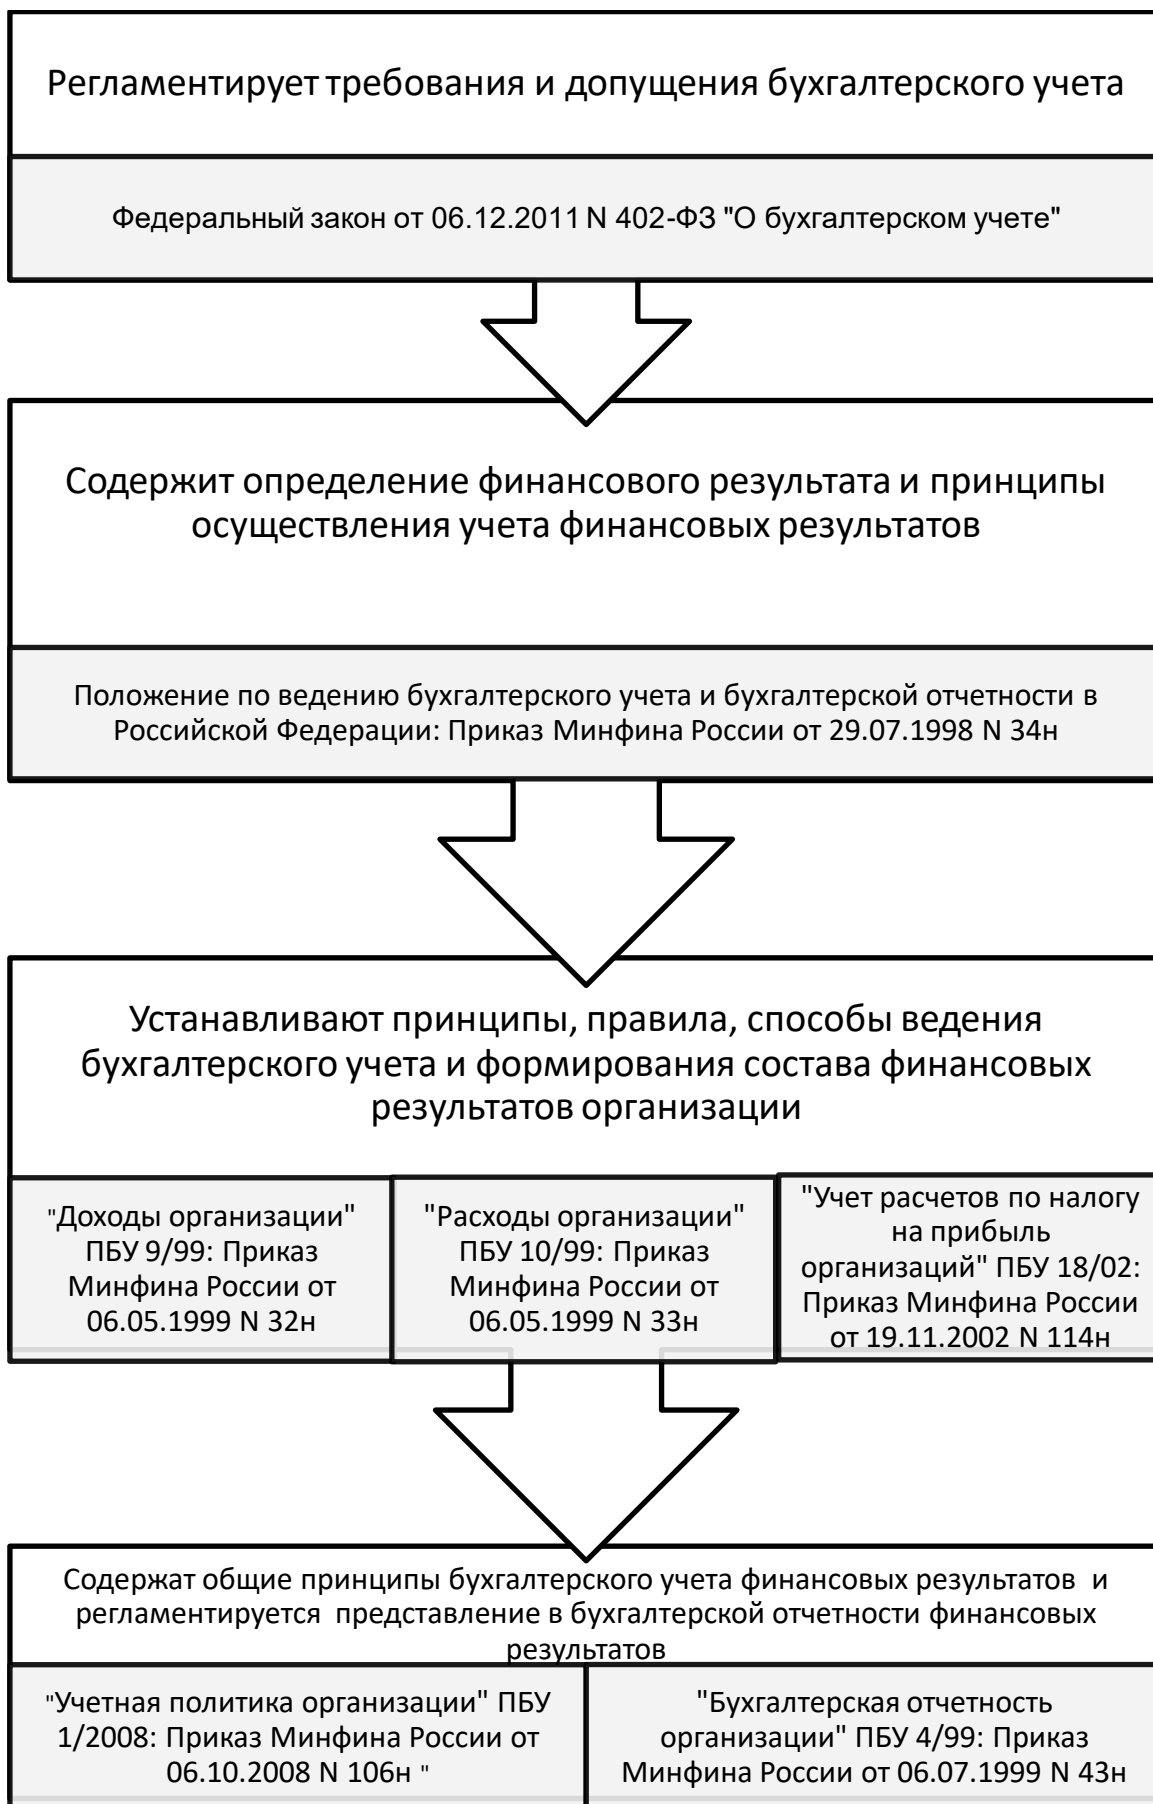 Регламентирует требования и допущения бухгалтерского учета
Федеральный закон от 06.12.2011 N 402-ФЗ "О бухгалтерском учете"
Содержит определение финансового результата и принципы
осуществления учета финансовых результатов
Положение по ведению бухгалтерского учета и бухгалтерской отчетности в
Российской Федерации: Приказ Минфина России от 29.07.1998 N 34н
Устанавливают принципы, правила, способы ведения
бухгалтерского учета и формирования состава финансовых
результатов организации
"Доходы организации"
ПБУ 9/99: Приказ
Минфина России от
06.05.1999 N 32н
"Расходы организации"
ПБУ 10/99: Приказ
Минфина России от
06.05.1999 N 33н
"Учет расчетов по налогу
на прибыль
организаций" ПБУ 18/02:
Приказ Минфина России
от 19.11.2002 N 114н
Содержат общие принципы бухгалтерского учета финансовых результатов и
регламентируется представление в бухгалтерской отчетности финансовых
результатов
"Учетная политика организации" ПБУ
1/2008: Приказ Минфина России от
06.10.2008 N 106н "
"Бухгалтерская отчетность
организации" ПБУ 4/99: Приказ
Минфина России от 06.07.1999 N 43н